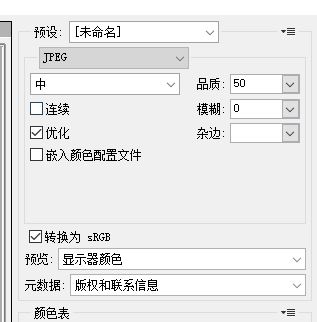 预设: [未命名]
JPEG
中 品质: 50
连续 模糊: 0
优化 杂边:
嵌入颜色配置文件
转换为 sRGB
预览: 显示器颜色
元数据: 版权和联系信息
颜色表